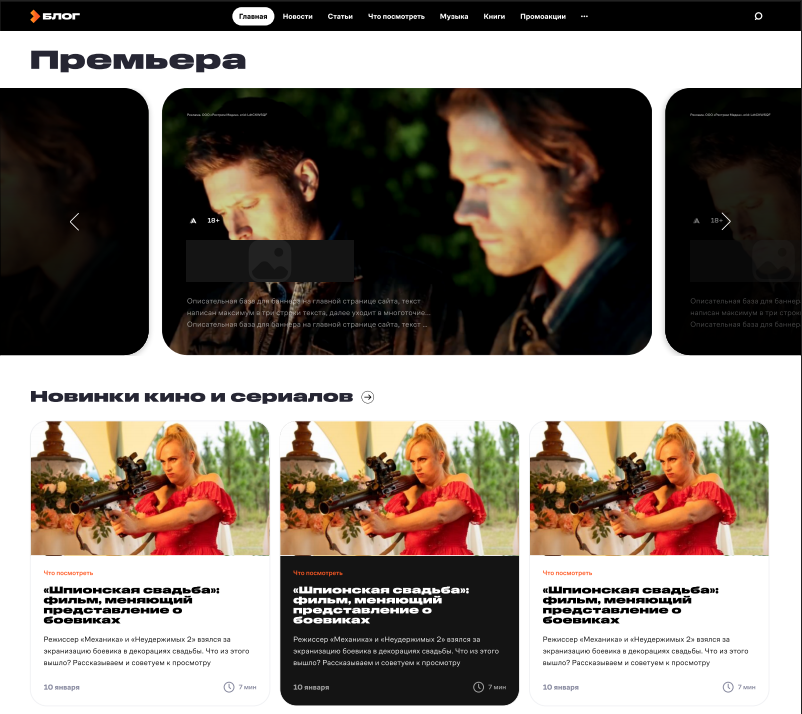 БЛОГ
Главная
Новости
Статьи
Что посмотреть
Музыка
Книги
Промоакции
Премьера
18+
Описательная база для баннера на главной странице сайта, текст
написан максимум в три строки текста, далее уходит в многоточие...
Описательная база для баннера на главной странице сайта, текст ...
18+
Описательная база для баннера
написан максимум в три строки
Описательная база для баннера
Новинки кино и сериалов
Что посмотреть
«Шпионская свадьба»:
фильм, меняющий
представление о
боевиках
Режиссер «Механика» и «Неудержимых 2» взялся за
экранизацию боевика в декорациях свадьбы. Что из этого
вышло? Рассказываем и советуем к просмотру
10 января
7 мин
Что посмотреть
«Шпионская свадьба»:
фильм, меняющий
представление о
боевиках
Режиссер «Механика» и «Неудержимых 2» взялся за
экранизацию боевика в декорациях свадьбы. Что из этого
вышло? Рассказываем и советуем к просмотру
10 января
7 мин
Что посмотреть
«Шпионская свадьба»:
фильм, меняющий
представление о
боевиках
Режиссер «Механика» и «Неудержимых 2» взялся за
экранизацию боевика в декорациях свадьбы. Что из этого
вышло? Рассказываем и советуем к просмотру
10 января
7 мин